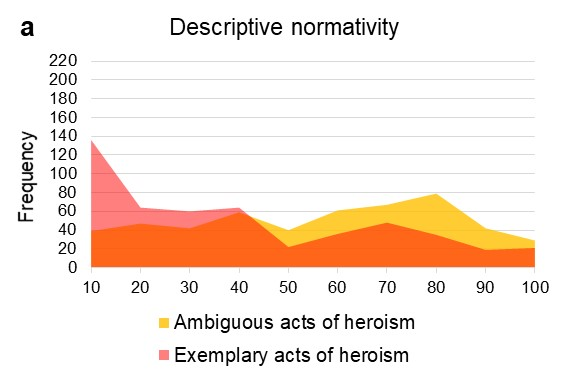 a
Descriptive normativity
Frequency
220
200
180
160
140
120
100
80
60
40
20
0
10 20 30 40 50 60 70 80 90 100
Ambiguous acts of heroism
Exemplary acts of heroism